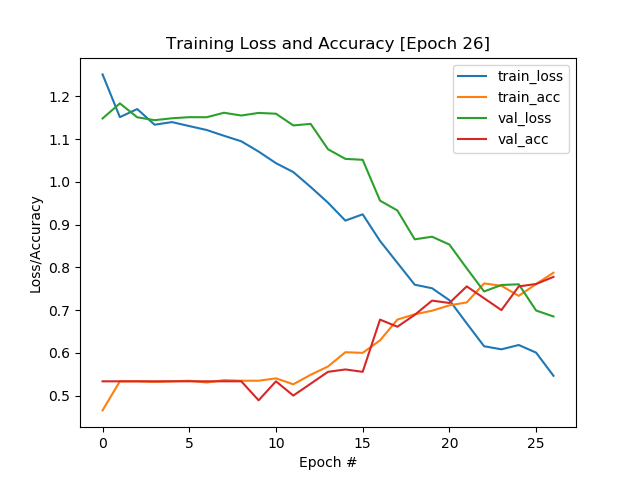 Training Loss and Accuracy [Epoch 26]
train_loss
train_acc
val_loss
val_acc
1.2
1.1
1.0
0.9
0.8
0.7
0.6
0.5
Loss/Accuracy
0 5 10 15 20 25
Epoch #